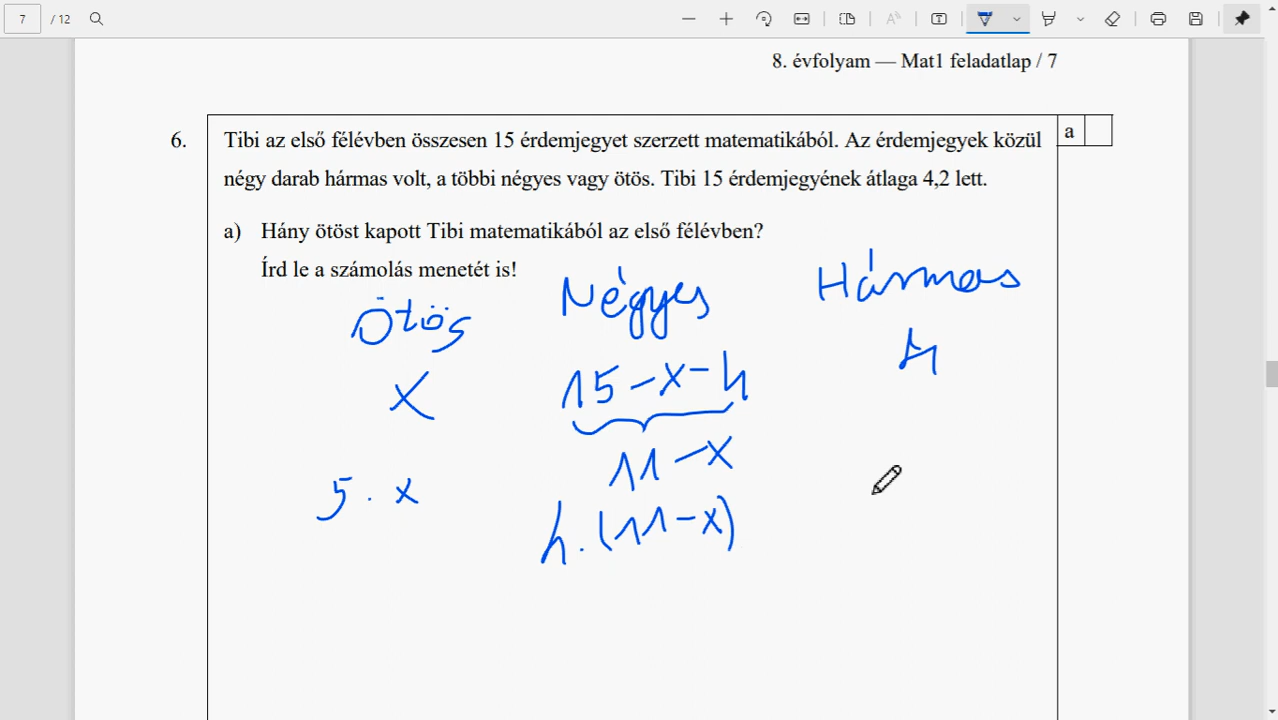 7 / 12
8. évfolyam — Mat1 feladatlap / 7
6. Tibi az első félévben összesen 15 érdemjegyet szerzett matematikából. Az érdemjegyek közül a
négy darab hármas volt, a többi négyes vagy ötös. Tibi 15 érdemjegyének átlaga 4,2 lett.
a) Hány ötöst kapott Tibi matematikából az első félévben?
Írd le a számolás menetét is!
Ötös Négyes Hármas
x 15-x-4 4
11-x
5·x 4·(11-x)